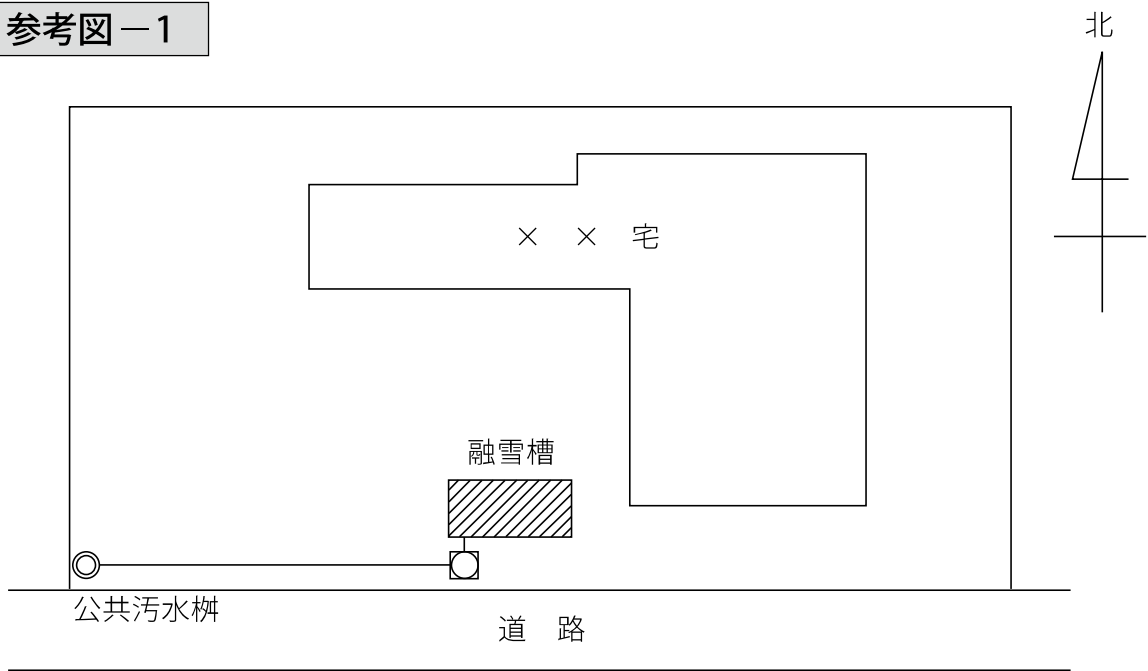 参考図－1
北
× × 宅
融雪槽
公共汚水桝
道 路